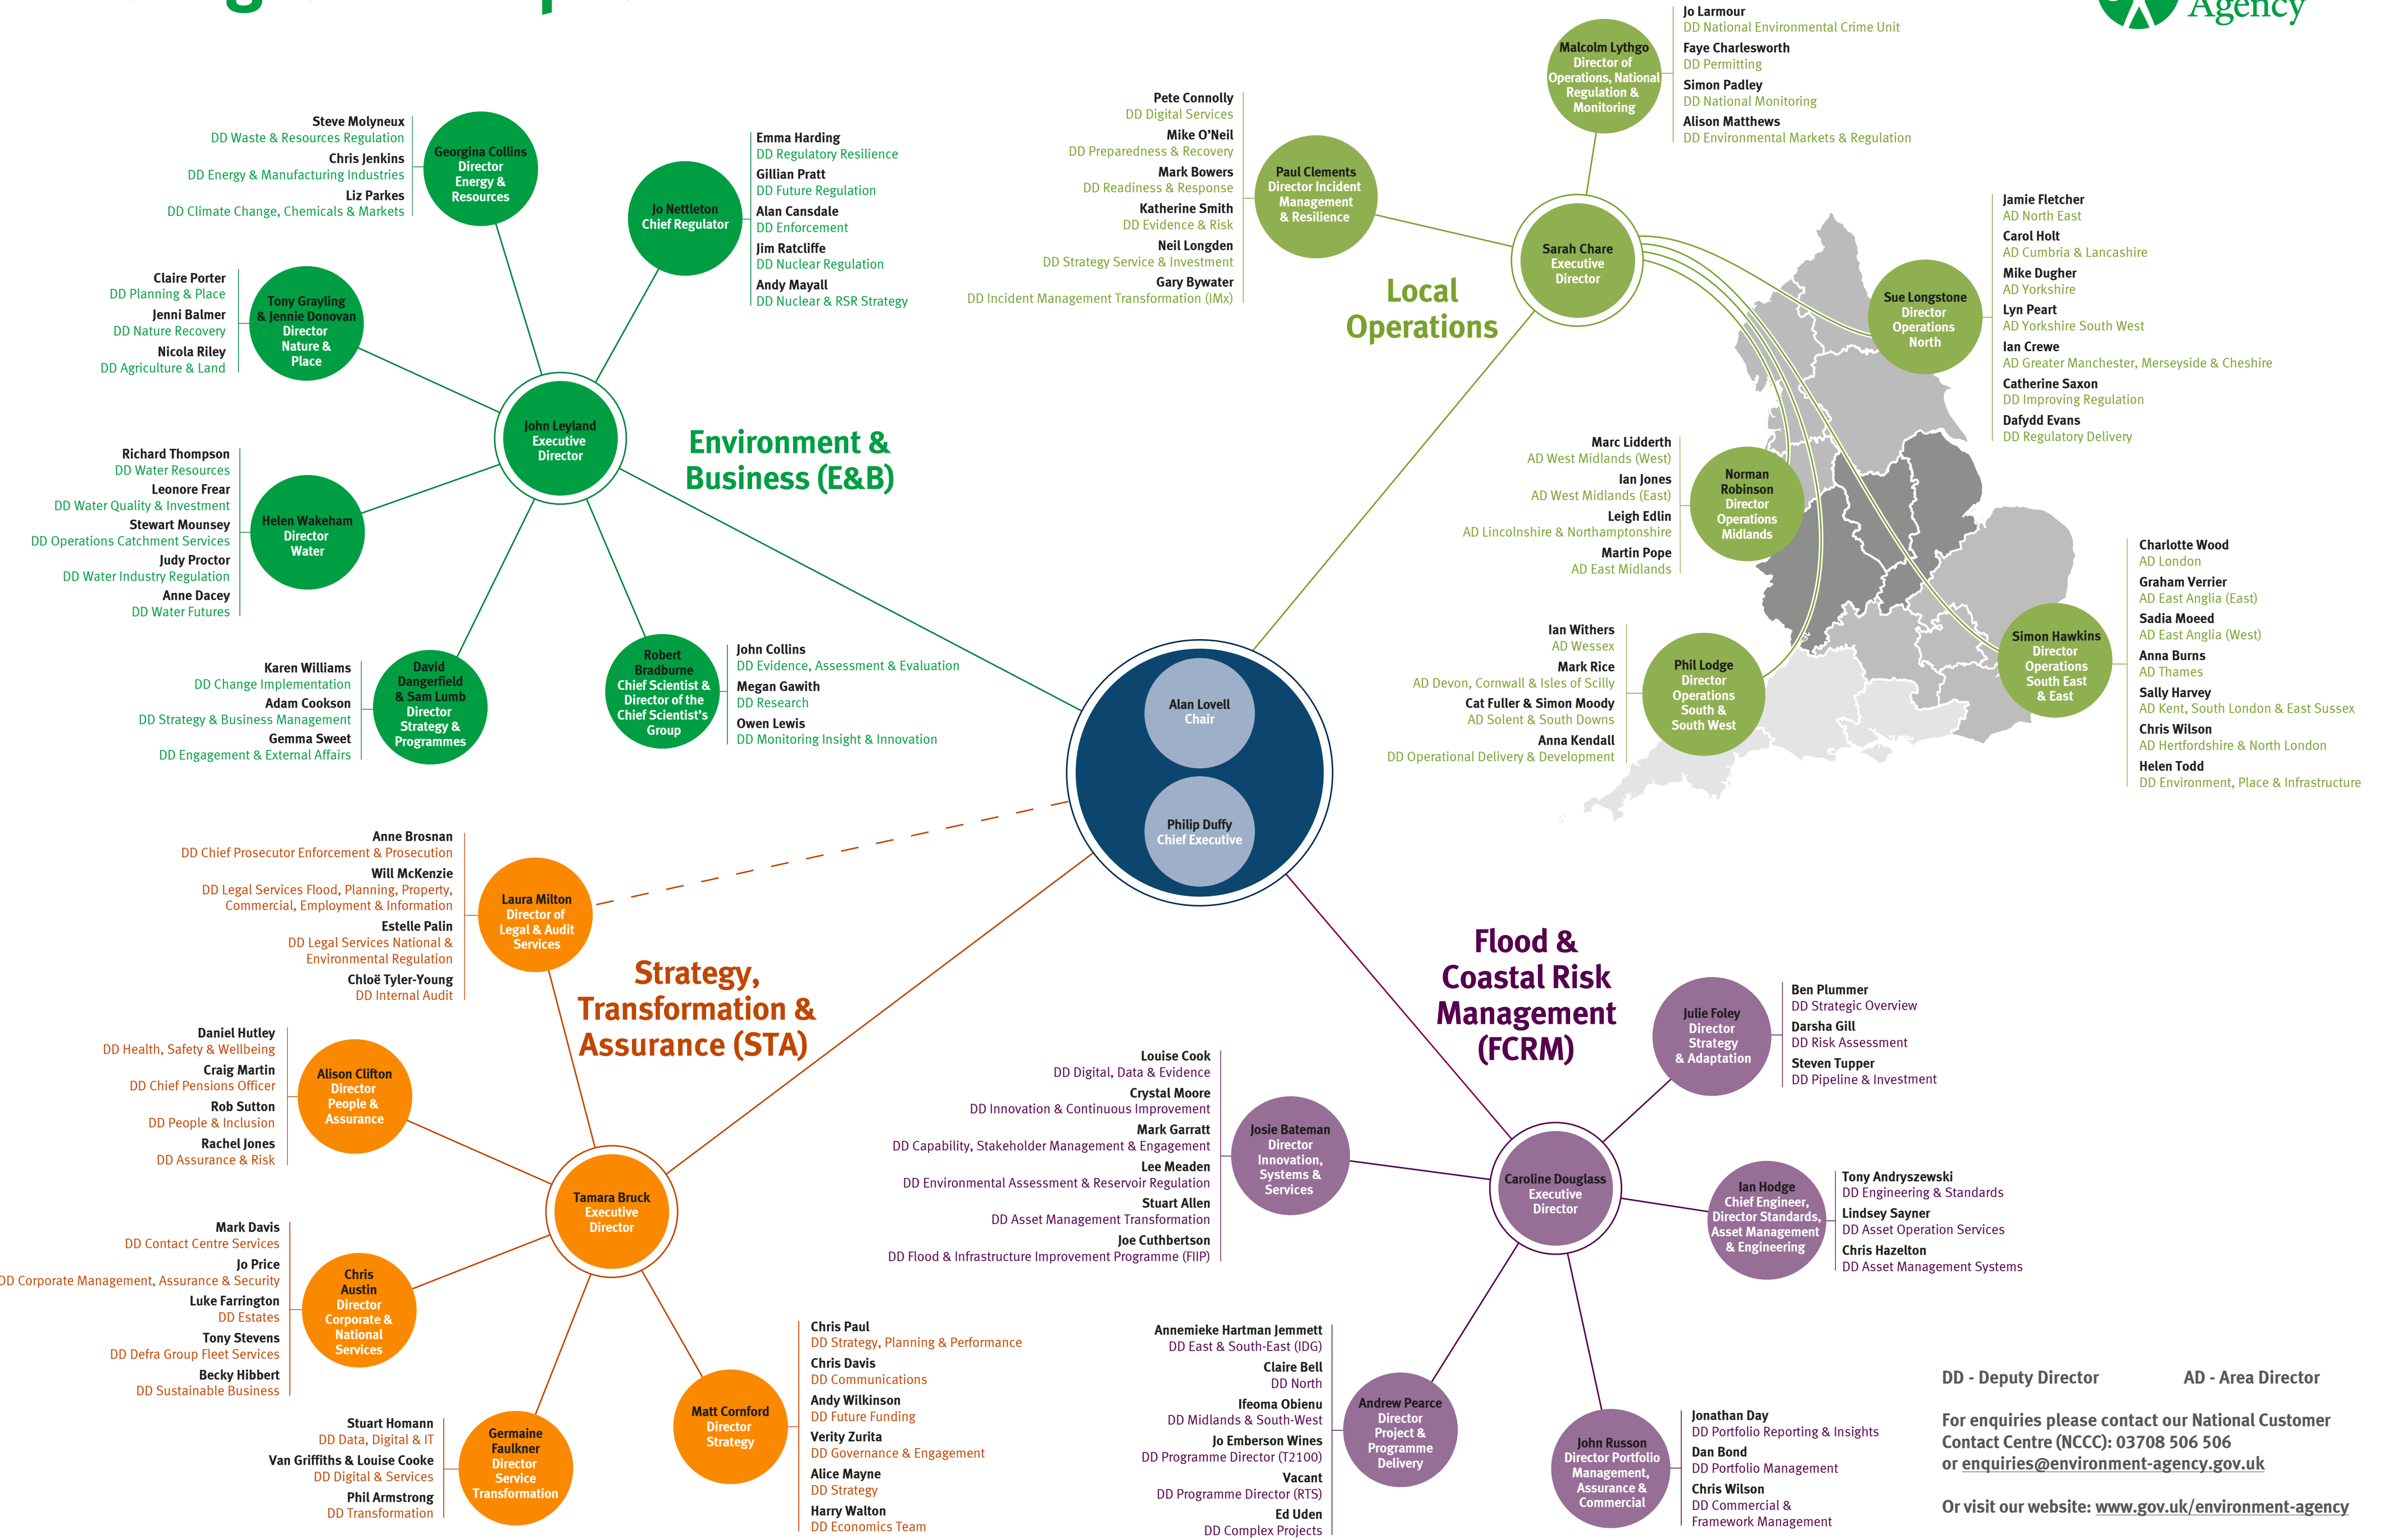 Agency
Steve Molyneux
DD Waste & Resources Regulation
Chris Jenkins
DD Energy & Manufacturing Industries
Liz Parkes
DD Climate Change, Chemicals & Markets
Georgina Collins
Director
Energy &
Resources
Jo Nettleton
Chief Regulator
Emma Harding
DD Regulatory Resilience
Gillian Pratt
DD Future Regulation
Alan Cansdale
DD Enforcement
Jim Ratcliffe
DD Nuclear Regulation
Andy Mayall
DD Nuclear & RSR Strategy
Claire Porter
DD Planning & Place
Jenni Balmer
DD Nature Recovery
Nicola Riley
DD Agriculture & Land
Tony Grayling
& Jennie Donovan
Director
Nature &
Place
John Leyland
Executive
Director
Environment &
Business (E&B)
Richard Thompson
DD Water Resources
Leonore Frear
DD Water Quality & Investment
Stewart Mounsey
DD Operations Catchment Services
Judy Proctor
DD Water Industry Regulation
Anne Dacey
DD Water Futures
Helen Wakeham
Director
Water
Karen Williams
DD Change Implementation
Adam Cookson
DD Strategy & Business Management
Gemma Sweet
DD Engagement & External Affairs
David
Dangerfield
& Sam Lumb
Director
Strategy &
Programmes
Robert
Bradburne
Chief Scientist &
Director of the
Chief Scientist's
Group
John Collins
DD Evidence, Assessment & Evaluation
Megan Gawith
DD Research
Owen Lewis
DD Monitoring Insight & Innovation
Pete Connolly
DD Digital Services
Mike O'Neil
DD Preparedness & Recovery
Mark Bowers
DD Readiness & Response
Katherine Smith
DD Evidence & Risk
Neil Longden
DD Strategy Service & Investment
Gary Bywater
DD Incident Management Transformation (IMx)
Paul Clements
Director Incident
Management
& Resilience
Malcolm Lythgo
Director of
Operations, National
Regulation &
Monitoring
Jo Larmour
DD National Environmental Crime Unit
Faye Charlesworth
DD Permitting
Simon Padley
DD National Monitoring
Alison Matthews
DD Environmental Markets & Regulation
Local
Operations
Sarah Chare
Executive
Director
Sue Longstone
Director
Operations
North
Jamie Fletcher
AD North East
Carol Holt
AD Cumbria & Lancashire
Mike Dugher
AD Yorkshire
Lyn Peart
AD Yorkshire South West
Ian Crewe
AD Greater Manchester, Merseyside & Cheshire
Catherine Saxon
DD Improving Regulation
Dafydd Evans
DD Regulatory Delivery
Marc Lidderth
AD West Midlands (West)
Ian Jones
AD West Midlands (East)
Leigh Edlin
AD Lincolnshire & Northamptonshire
Martin Pope
AD East Midlands
Norman
Robinson
Director
Operations
Midlands
Ian Withers
AD Wessex
Mark Rice
AD Devon, Cornwall & Isles of Scilly
Cat Fuller & Simon Moody
AD Solent & South Downs
Anna Kendall
DD Operational Delivery & Development
Phil Lodge
Director
Operations
South &
South West
Simon Hawkins
Director
Operations
South East
& East
Charlotte Wood
AD London
Graham Verrier
AD East Anglia (East)
Sadia Moeed
AD East Anglia (West)
Anna Burns
AD Thames
Sally Harvey
AD Kent, South London & East Sussex
Chris Wilson
AD Hertfordshire & North London
Helen Todd
DD Environment, Place & Infrastructure
Alan Lovell
Chair
Philip Duffy
Chief Executive
Anne Brosnan
DD Chief Prosecutor Enforcement & Prosecution
Will McKenzie
DD Legal Services Flood, Planning, Property,
Commercial, Employment & Information
Estelle Palin
DD Legal Services National &
Environmental Regulation
Chloë Tyler-Young
DD Internal Audit
Laura Milton
Director of
Legal & Audit
Services
Strategy,
Transformation &
Assurance (STA)
Daniel Hutley
DD Health, Safety & Wellbeing
Craig Martin
DD Chief Pensions Officer
Rob Sutton
DD People & Inclusion
Rachel Jones
DD Assurance & Risk
Alison Clifton
Director
People &
Assurance
Tamara Bruck
Executive
Director
Mark Davis
DD Contact Centre Services
Jo Price
DD Corporate Management, Assurance & Security
Luke Farrington
DD Estates
Tony Stevens
DD Defra Group Fleet Services
Becky Hibbert
DD Sustainable Business
Chris
Austin
Director
Corporate &
National
Services
Stuart Homann
DD Data, Digital & IT
Van Griffiths & Louise Cooke
DD Digital & Services
Phil Armstrong
DD Transformation
Germaine
Faulkner
Director
Service
Transformation
Matt Cornford
Director
Strategy
Chris Paul
DD Strategy, Planning & Performance
Chris Davis
DD Communications
Andy Wilkinson
DD Future Funding
Verity Zurita
DD Governance & Engagement
Alice Mayne
DD Strategy
Harry Walton
DD Economics Team
Flood &
Coastal Risk
Management
(FCRM)
Louise Cook
DD Digital, Data & Evidence
Crystal Moore
DD Innovation & Continuous Improvement
Mark Garratt
DD Capability, Stakeholder Management & Engagement
Lee Meaden
DD Environmental Assessment & Reservoir Regulation
Stuart Allen
DD Asset Management Transformation
Joe Cuthbertson
DD Flood & Infrastructure Improvement Programme (FIIP)
Josie Bateman
Director
Innovation,
Systems &
Services
Caroline Douglass
Executive
Director
Julie Foley
Director
Strategy
& Adaptation
Ben Plummer
DD Strategic Overview
Darsha Gill
DD Risk Assessment
Steven Tupper
DD Pipeline & Investment
Ian Hodge
Chief Engineer,
Director Standards,
Asset Management
& Engineering
Tony Andryszewski
DD Engineering & Standards
Lindsey Sayner
DD Asset Operation Services
Chris Hazelton
DD Asset Management Systems
Annemieke Hartman Jemmett
DD East & South-East (IDG)
Claire Bell
DD North
Ifeoma Obienu
DD Midlands & South-West
Jo Emberson Wines
DD Programme Director (T2100)
Vacant
DD Programme Director (RTS)
Ed Uden
DD Complex Projects
Andrew Pearce
Director
Project &
Programme
Delivery
John Russon
Director Portfolio
Management,
Assurance &
Commercial
Jonathan Day
DD Portfolio Reporting & Insights
Dan Bond
DD Portfolio Management
Chris Wilson
DD Commercial &
Framework Management
DD - Deputy Director AD - Area Director
For enquiries please contact our National Customer
Contact Centre (NCCC): 03708 506 506
or enquiries@environment-agency.gov.uk
Or visit our website: www.gov.uk/environment-agency